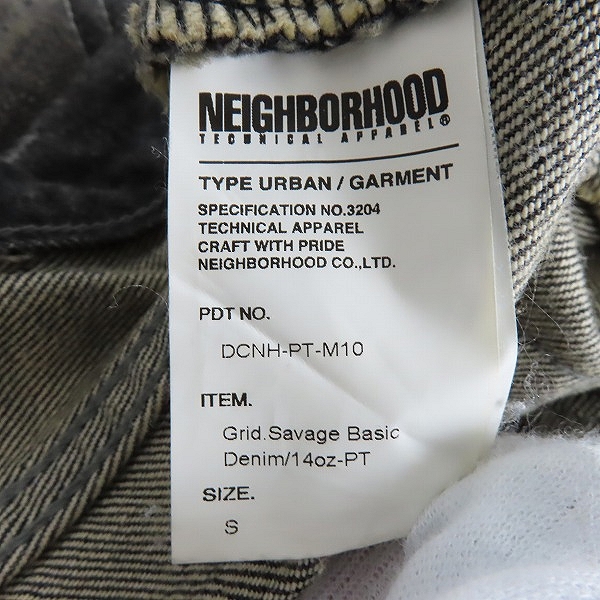 NEIGHBORHOOD
TECHNICAL APPAREL®
TYPE URBAN / GARMENT
SPECIFICATION NO.3204
TECHNICAL APPAREL
CRAFT WITH PRIDE
NEIGHBORHOOD CO.,LTD.
PDT NO.
DCNH-PT-M10
ITEM.
Grid.Savage Basic
Denim/14oz-PT
SIZE.
S